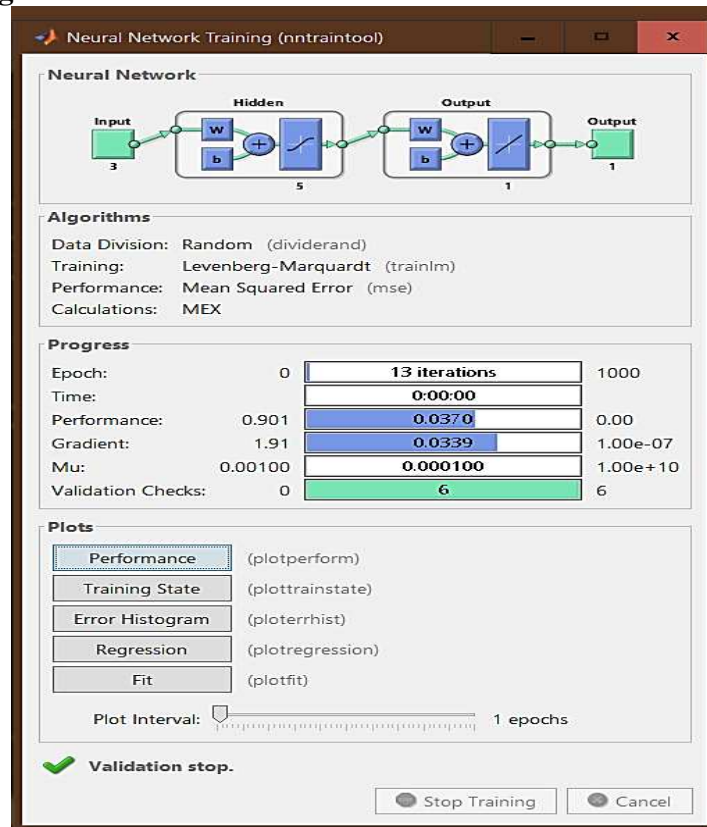 Neural Network Training (nntraintool)
Neural Network
Hidden
Output
Input
W
b
W
b
Output
3
5
1
1
Algorithms
Data Division: Random (dividerand)
Training: Levenberg-Marquardt (trainlm)
Performance: Mean Squared Error (mse)
Calculations: MEX
Progress
Epoch: 0 13 iterations 1000
Time: 0:00:00
Performance: 0.901 0.0370 0.00
Gradient: 1.91 0.0339 1.00e-07
Mu: 0.00100 0.000100 1.00e+10
Validation Checks: 0 6 6
Plots
Performance (plotperform)
Training State (plottrainstate)
Error Histogram (ploterrhist)
Regression (plotregression)
Fit (plotfit)
Plot Interval: 1 epochs
Validation stop.
Stop Training Cancel